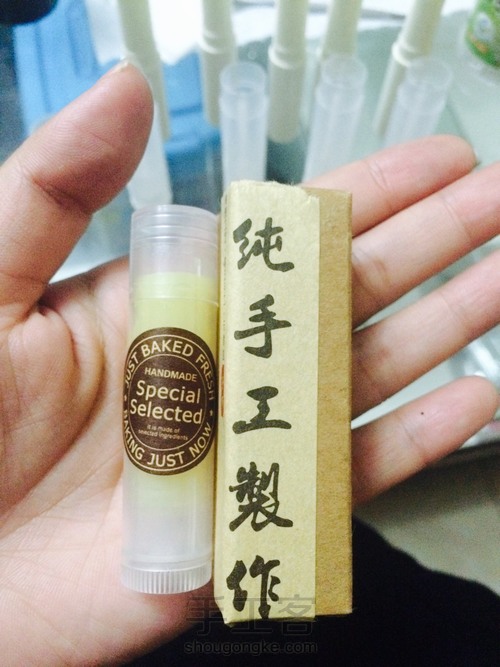 JUST BAKED FRESH
HANDMADE
Special
Selected
It is made of
selected ingredients
BAKING JUST NOW
纯手工製作
手工客
shougongke.com